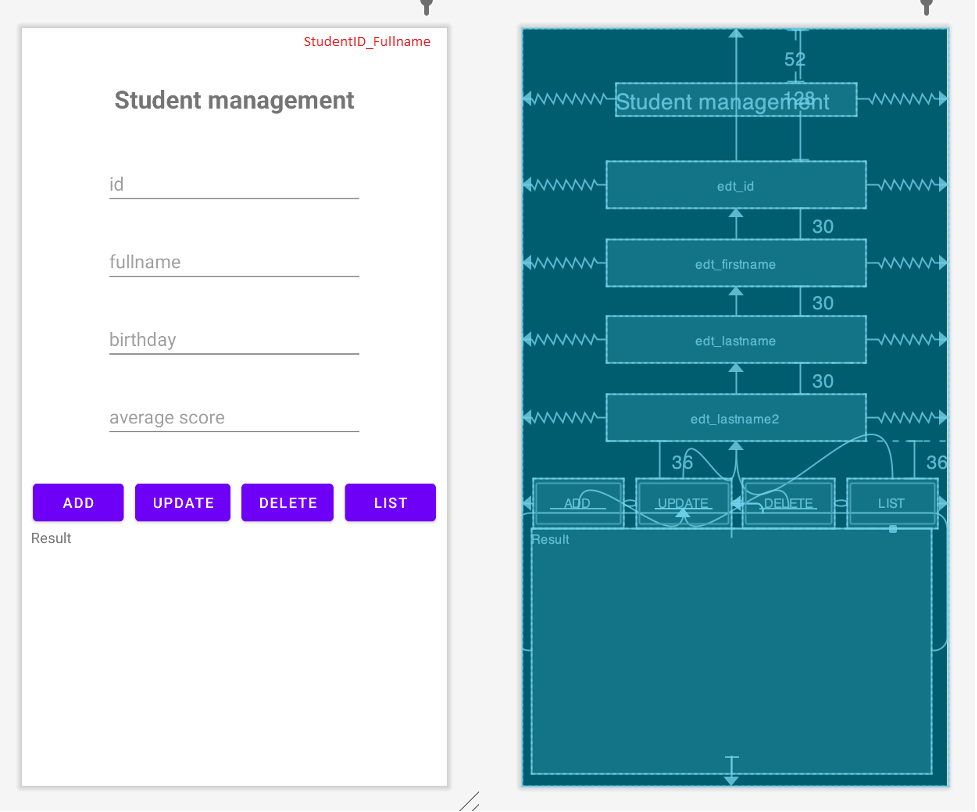 StudentID_Fullname
Student management
id
fullname
birthday
average score
ADD UPDATE DELETE LIST
Result
52
Student management
128
edt_id
30
edt_firstname
30
edt_lastname
30
edt_lastname2
36 36
ADD UPDATE DELETE LIST
Result